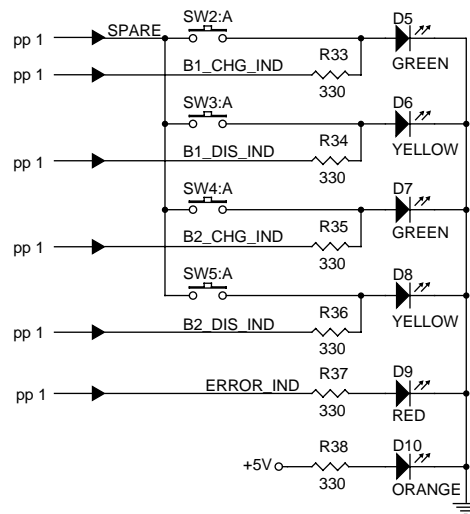 SW2:A
D5
pp 1
SPARE
R33
GREEN
pp 1
B1_CHG_IND
330
SW3:A
D6
R34
YELLOW
pp 1
B1_DIS_IND
330
SW4:A
D7
R35
GREEN
pp 1
B2_CHG_IND
330
SW5:A
D8
R36
YELLOW
pp 1
B2_DIS_IND
330
R37
D9
pp 1
ERROR_IND
330
RED
R38
D10
+5V
330
ORANGE